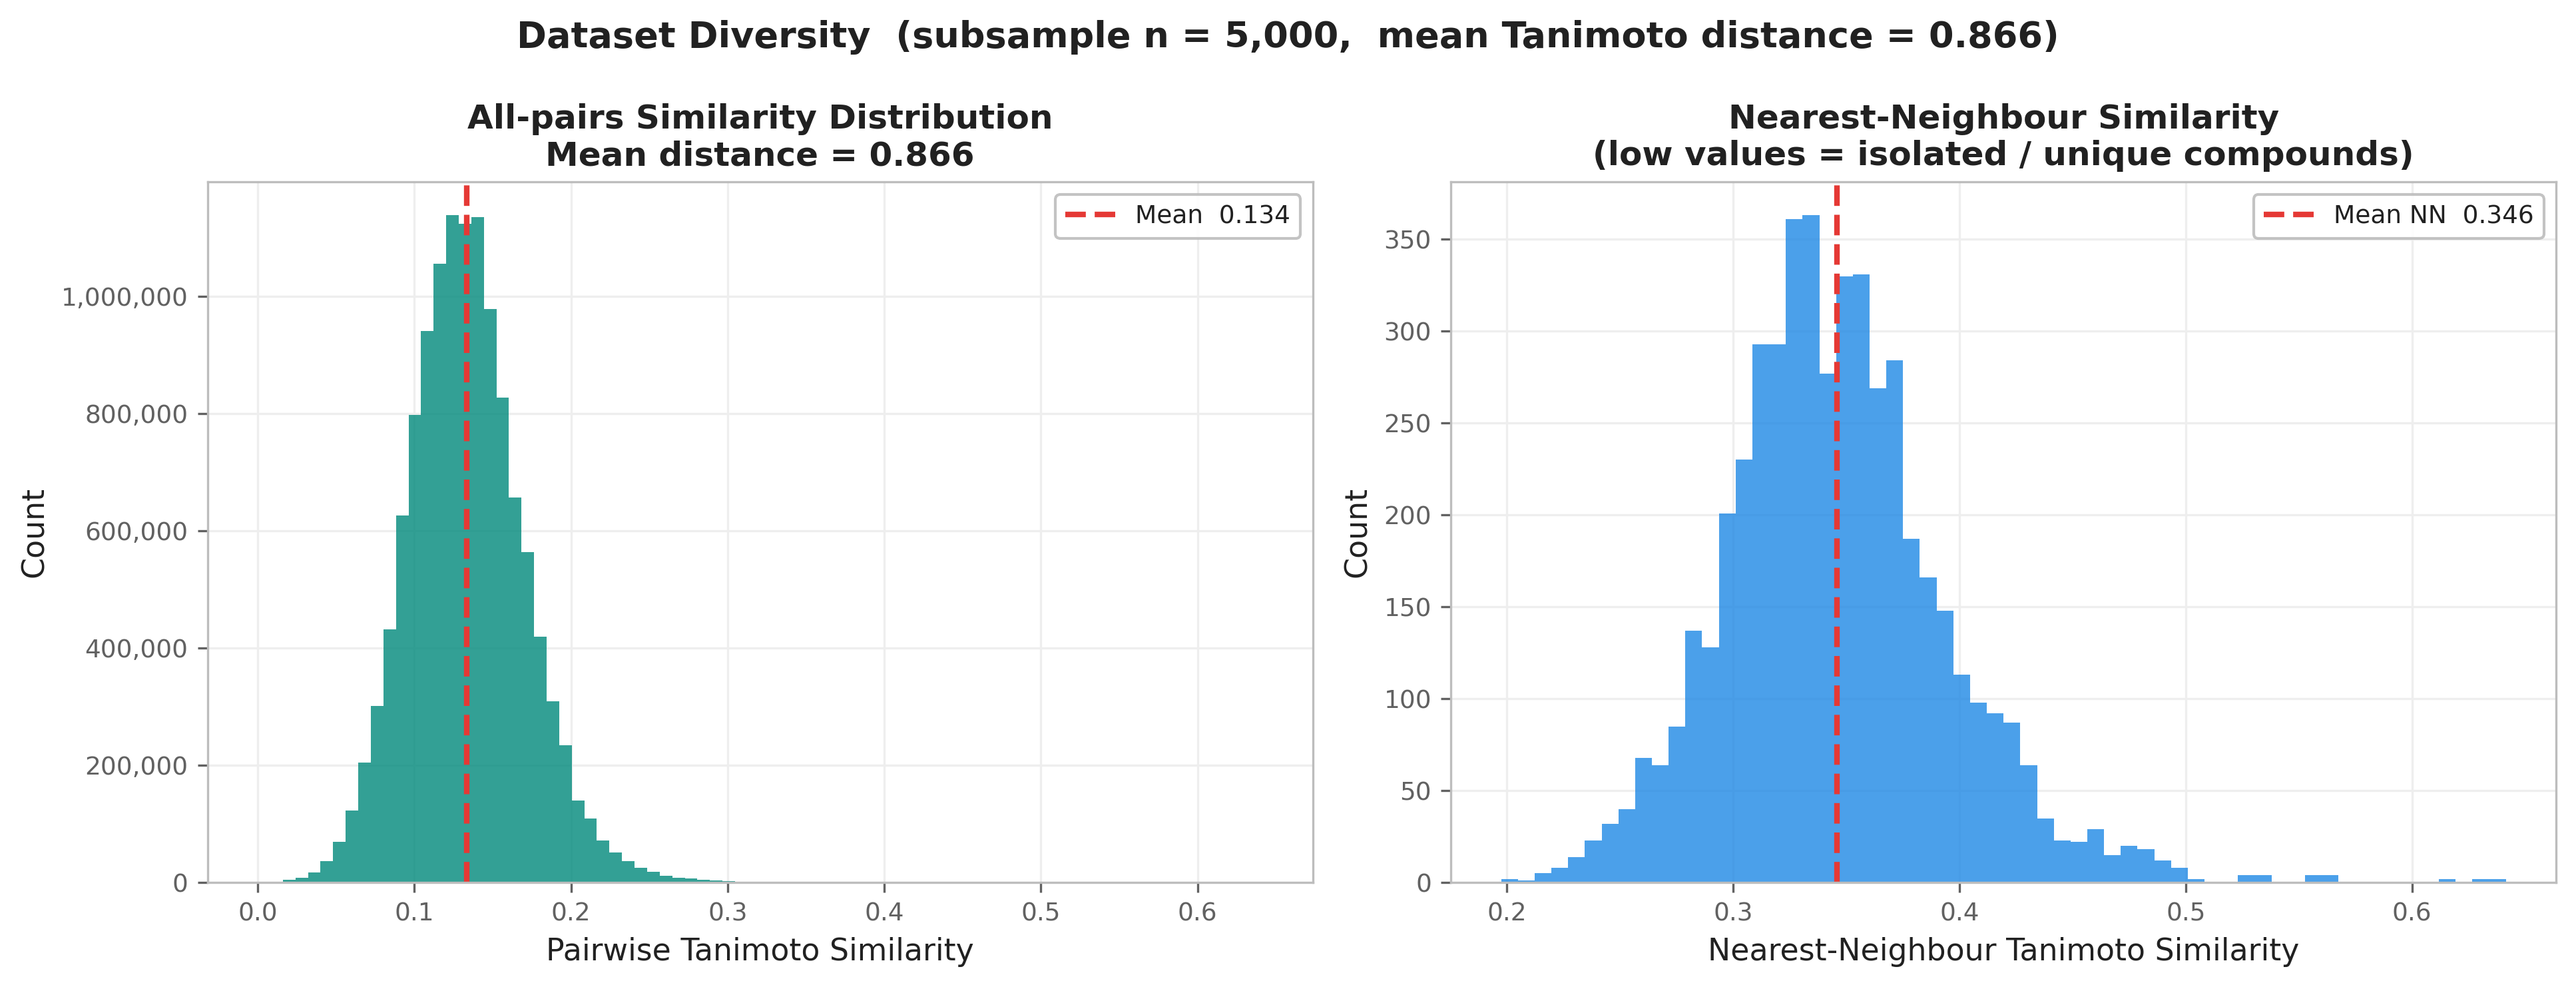 Dataset Diversity  (subsample n = 5,000,  mean Tanimoto distance = 0.866)
All-pairs Similarity Distribution
Mean distance = 0.866
Mean  0.134
Count
1,000,000
800,000
600,000
400,000
200,000
0
0.0 0.1 0.2 0.3 0.4 0.5 0.6
Pairwise Tanimoto Similarity
Nearest-Neighbour Similarity
(low values = isolated / unique compounds)
Mean NN  0.346
Count
350
300
250
200
150
100
50
0
0.2 0.3 0.4 0.5 0.6
Nearest-Neighbour Tanimoto Similarity